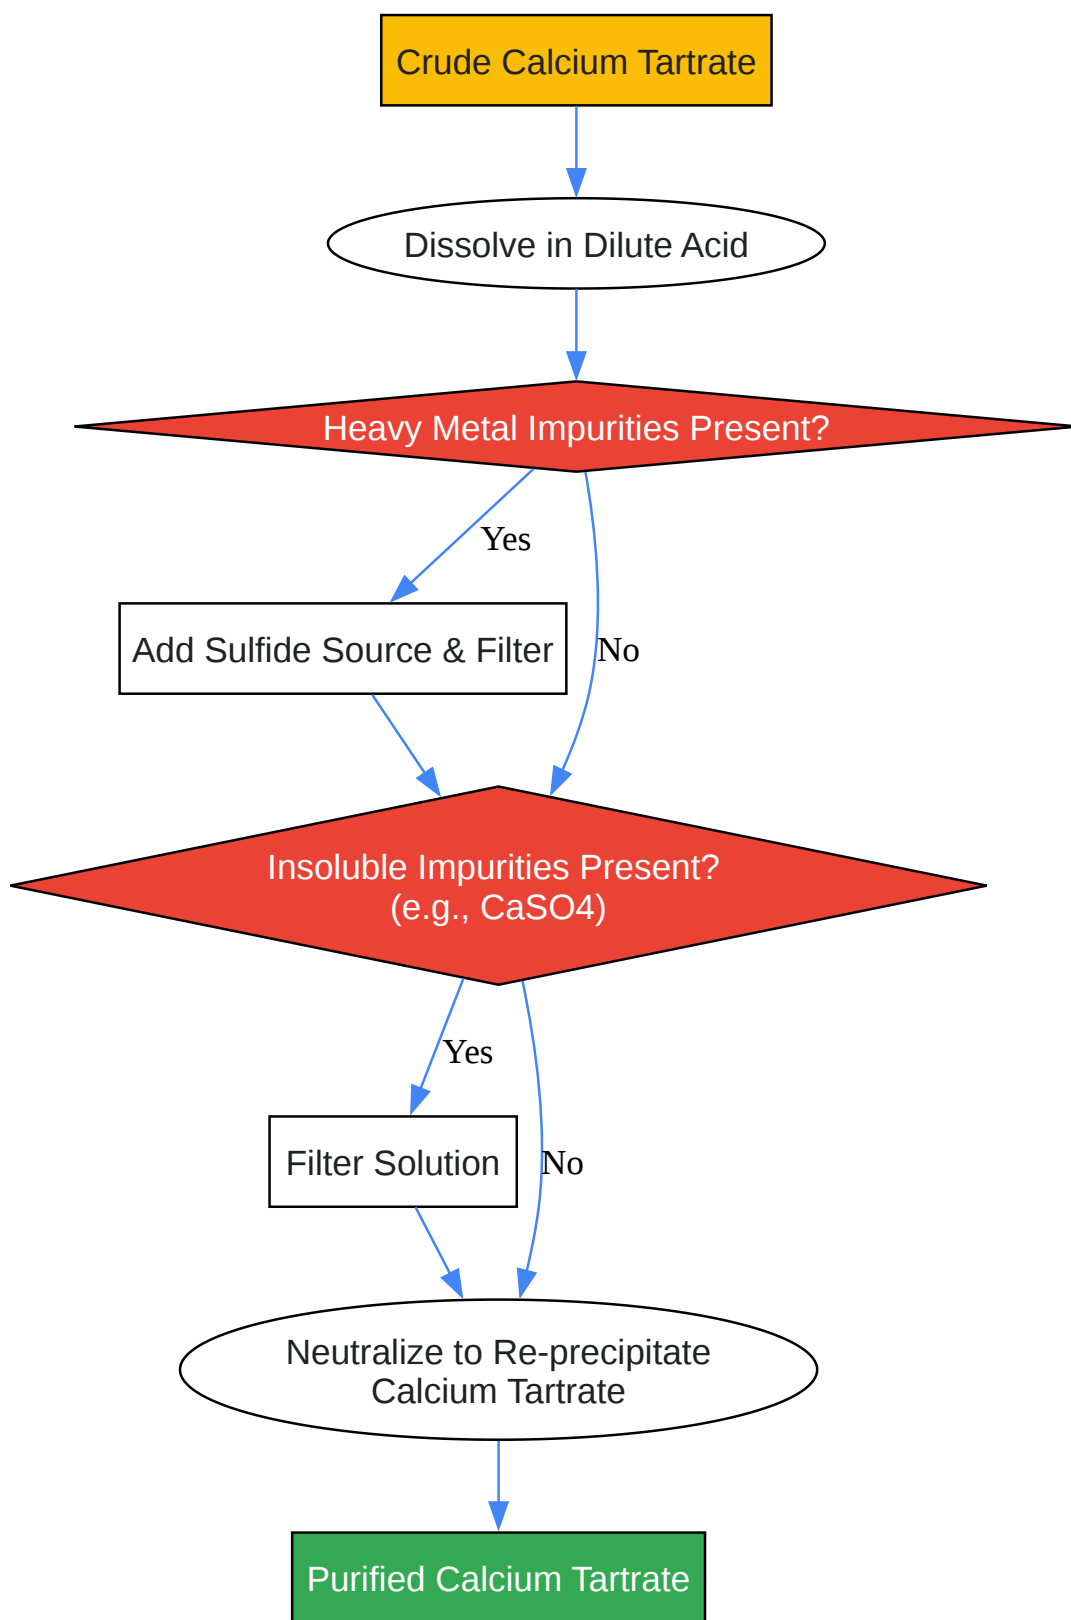 Crude Calcium Tartrate
Dissolve in Dilute Acid
Heavy Metal Impurities Present?
Yes
Add Sulfide Source & Filter
No
Insoluble Impurities Present?
(e.g., CaSO4)
Yes
Filter Solution
No
Neutralize to Re-precipitate
Calcium Tartrate
Purified Calcium Tartrate